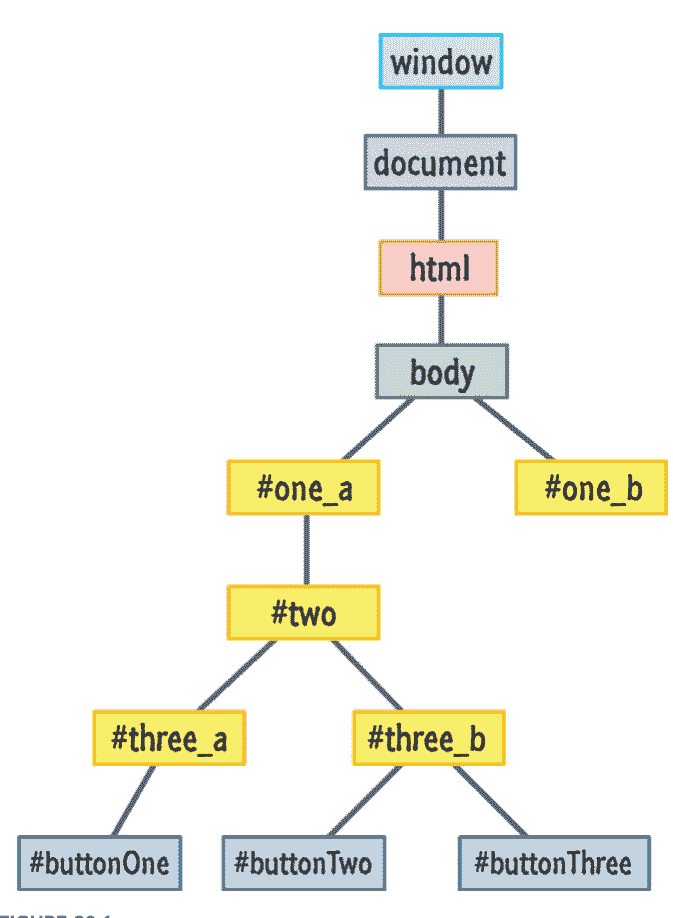 window
document
html
body
#one_a
#one_b
#two
#three_a
#three_b
#buttonOne
#buttonTwo
#buttonThree